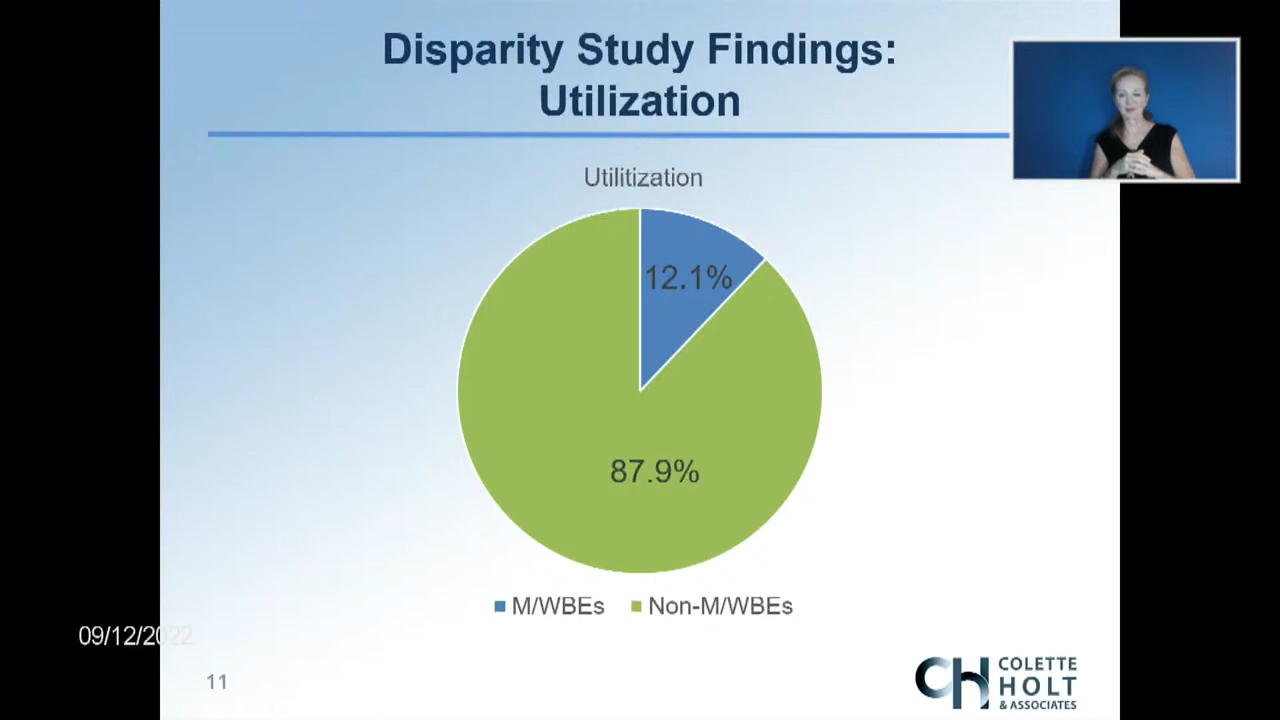 Disparity Study Findings:
Utilization
Utilitization
12.1%
87.9%
M/WBEs Non-M/WBEs
09/12/2022
11
CH COLETTE
HOLT
& ASSOCIATES